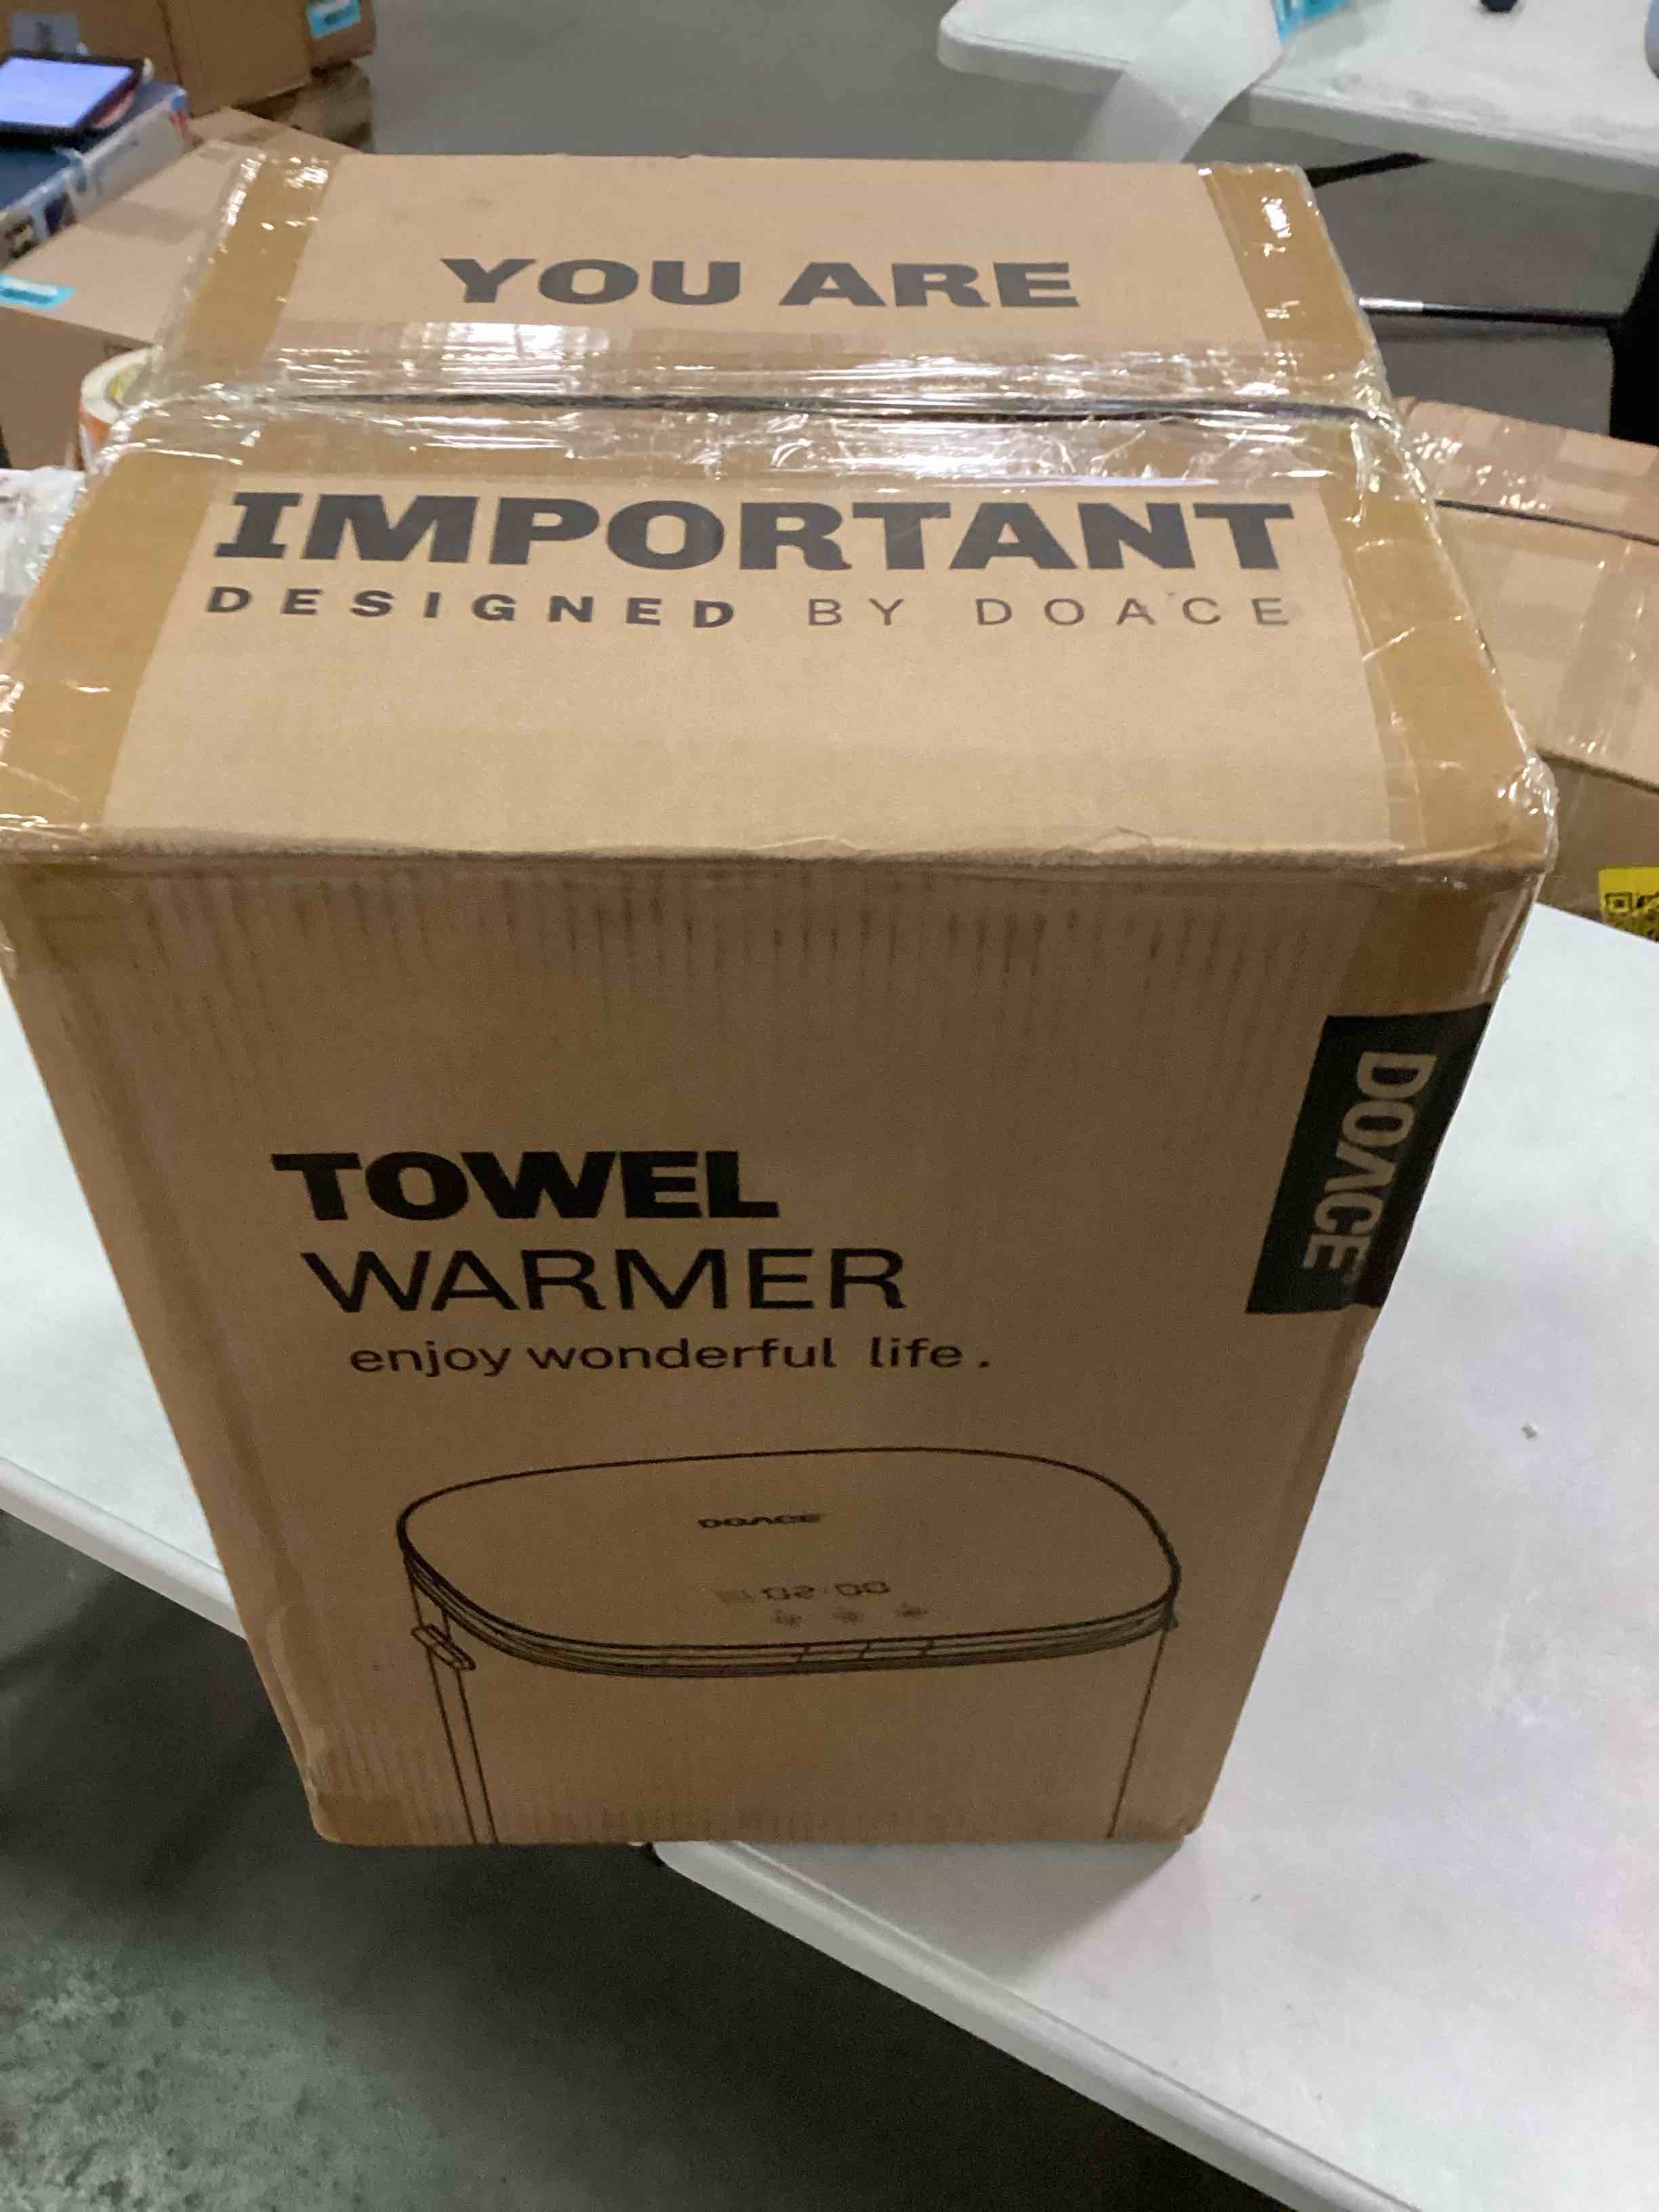 YOU ARE
IMPORTANT
DESIGNED BY DOACE
DOACE
TOWEL
WARMER
enjoy wonderful life.
DOACE
02:00